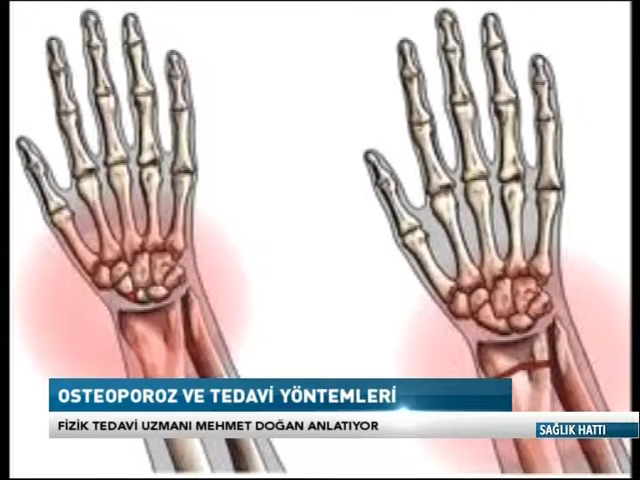 OSTEOPOROZ VE TEDAVİ YÖNTEMLERİ
FİZİK TEDAVİ UZMANI MEHMET DOĞAN ANLATIYOR
SAĞLIK HATTI